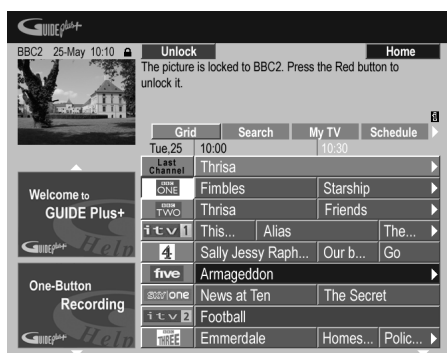 GUIDE Plus+
BBC2 25-May 10:10
Unlock Home
The picture is locked to BBC2. Press the Red button to
unlock it.
Grid Search My TV Schedule
Tue,25 10:00 10:30
Last Channel Thrisa
BBC ONE Fimbles Starship
BBC TWO Thrisa Friends
itv1 This... Alias The...
4 Sally Jessy Raph... Our b... Go
five Armageddon
sky one News at Ten The Secret
itv2 Football
BBC THREE Emmerdale Homes... Polic...
Welcome to
GUIDE Plus+
GUIDE Plus+ Help
One-Button
Recording
GUIDE Plus+ Help